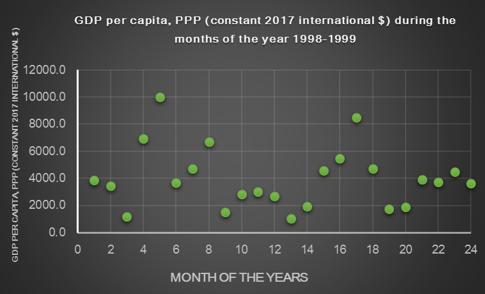 GDP per capita, PPP (constant 2017 international $) during the
months of the year 1998-1999
GDP PER CAPITA, PPP (CONSTANT 2017 INTERNATIONAL $)
12000.0
10000.0
8000.0
6000.0
4000.0
2000.0
0.0
0 2 4 6 8 10 12 14 16 18 20 22 24
MONTH OF THE YEARS